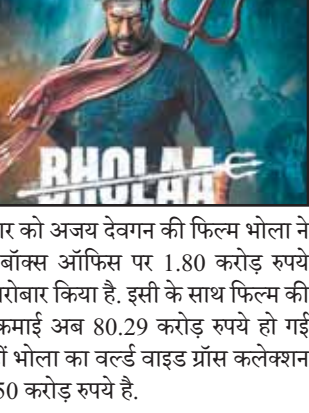 BHOLAA
को अजय देवगन की फिल्म भोला ने
बॉक्स ऑफिस पर 1.80 करोड़ रुपये
किया है. इसी के साथ फिल्म की
कमाई अब 80.29 करोड़ रुपये हो गई
भोला का वर्ल्ड वाइड ग्रॉस कलेक्शन
करोड़ रुपये है.